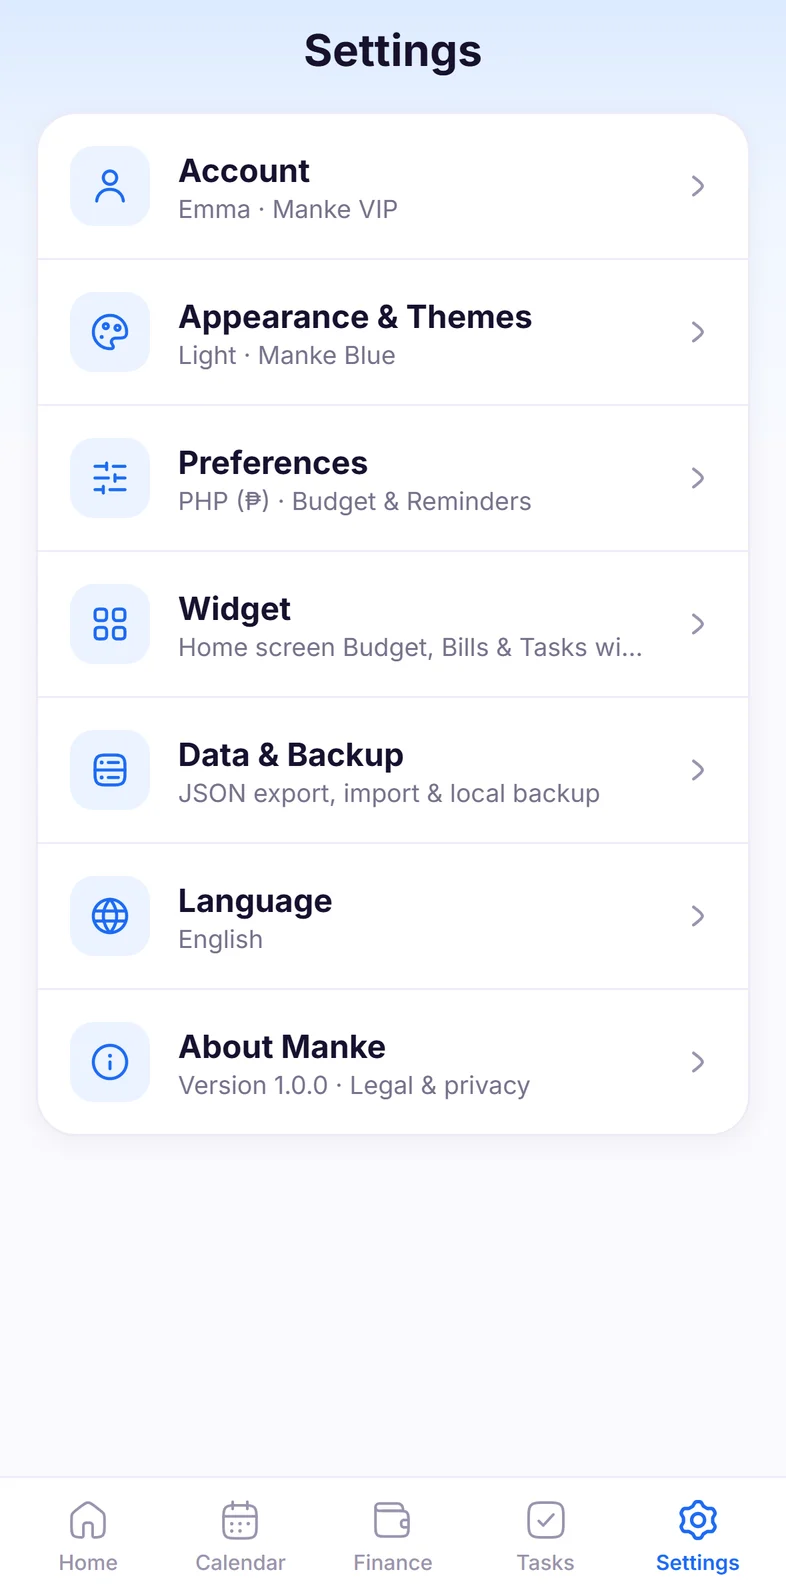 Settings
Account
Emma · Manke VIP
Appearance & Themes
Light · Manke Blue
Preferences
PHP (₱) · Budget & Reminders
Widget
Home screen Budget, Bills & Tasks wi...
Data & Backup
JSON export, import & local backup
Language
English
About Manke
Version 1.0.0 · Legal & privacy
Home
Calendar
Finance
Tasks
Settings